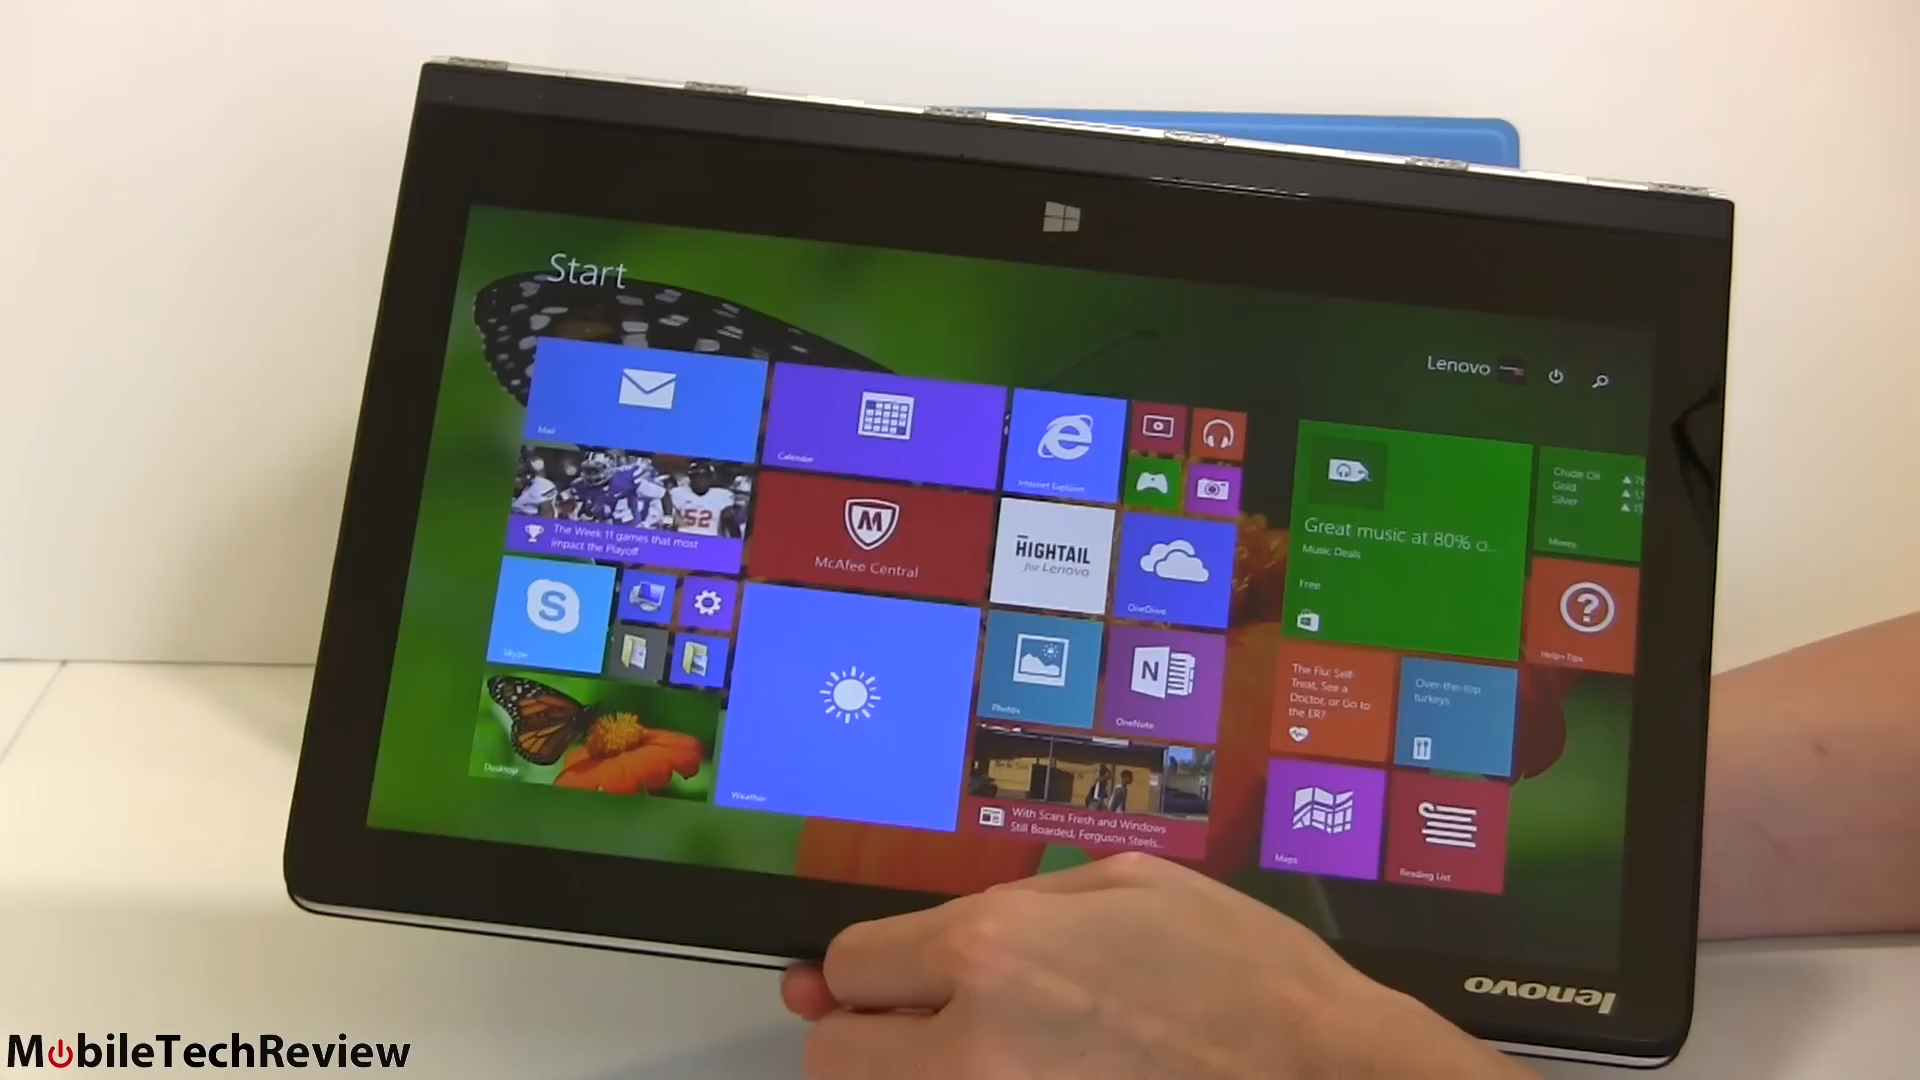 Start
Lenovo
Mail
Calendar
Internet Explorer
The Week 11 games that most
impact the Playoff
52
McAfee Central
HIGHTAIL
for Lenovo
OneDrive
Great music at 80% o...
Music Deals
Free
Crude Oil
Gold
Silver
Money
Help+Tips
Skype
Desktop
Weather
Photos
N
OneNote
With Scars Fresh and Windows
Still Boarded, Ferguson Steels...
The Flu: Self-
Treat, See a
Doctor, or Go to
the ER?
Over-the-top
turkeys
Maps
Reading List
lenovo
MobileTechReview